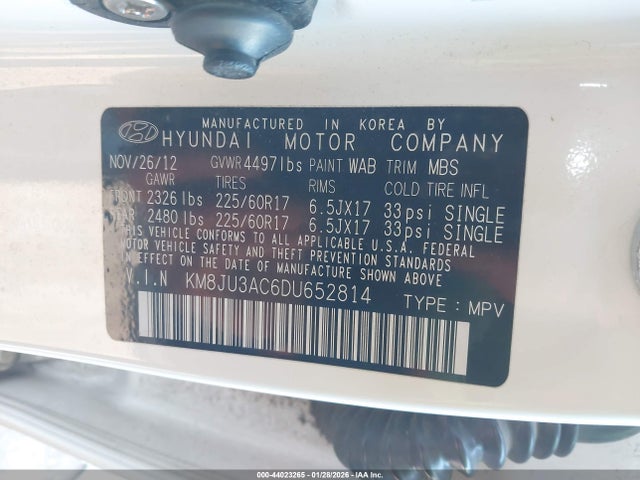 MANUFACTURED IN KOREA BY
HYUNDAI MOTOR COMPANY
NOV/26/12 GVWR 4497lbs PAINT WAB TRIM MBS
GAWR TIRES RIMS COLD TIRE INFL
FRONT 2326lbs 225/60R17 6.5JX17 33psi SINGLE
REAR 2480lbs 225/60R17 6.5JX17 33psi SINGLE
THIS VEHICLE CONFORMS TO ALL APPLICABLE U.S.A. FEDERAL
MOTOR VEHICLE SAFETY AND THEFT PREVENTION STANDARDS
IN EFFECT ON THE DATE OF MANUFACTURE SHOWN ABOVE.
V.I.N KM8JU3AC6DU652814 TYPE : MPV
000-44023265 | 01/28/2026 | © IAA Inc.